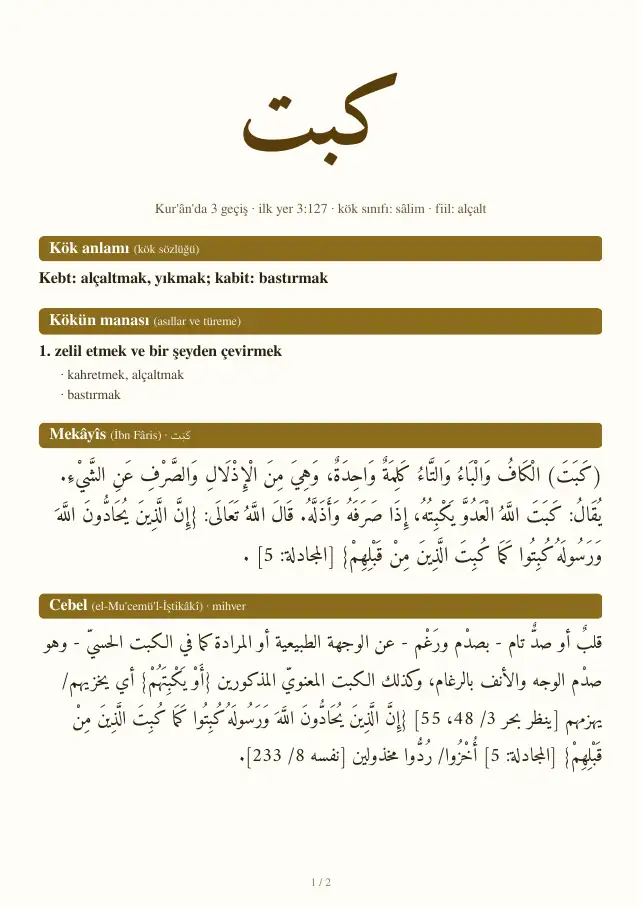 كبت
Kur'ân'da 3 geçiş · ilk yer 3:127 · kök sınıfı: sâlim · fiil: alçalt
Kök anlamı (kök sözlüğü)
Kebt: alçaltmak, yıkmak; kabit: bastırmak
Kökün manası (asıllar ve türeme)
1. zelil etmek ve bir şeyden çevirmek
· kahretmek, alçaltmak
· bastırmak
Mekâyîs (İbn Fâris) · كَبَتَ
(كَبَتَ) الْكَافُ وَالْبَاءُ وَالتَّاءُ كَلِمَةٌ وَاحِدَةٌ، وَهِيَ مِنَ الْإِذْلَالِ وَالصَّرْفِ عَنِ الشَّيْءِ.
يُقَالُ: كَبَتَ اللَّهُ الْعَدُوَّ يَكْبِتُهُ، إِذَا صَرَفَهُ وَأَذَلَّهُ. قَالَ اللَّهُ تَعَالَى: {إِنَّ الَّذِينَ يُحَادُّونَ اللَّهَ
وَرَسُولَهُ كُبِتُوا كَمَا كُبِتَ الَّذِينَ مِنْ قَبْلِهِمْ} [المجادلة: 5] .
Cebel (el-Mu'cemü'l-İştikâkî) · mihver
قلبٌ أو صدٌّ تام - بصدْم ورَغْم - عن الوجهة الطبيعية أو المرادة كما في الكبت الحسيّ - وهو
صدْم الوجه والأنف بالرغام، وكذلك الكبت المعنويّ المذكورين {أَوْ يَكْبِتَهُمْ} أي يخزيهم/
يهزمهم [ينظر بحر 3/ 48، 55] {إِنَّ الَّذِينَ يُحَادُّونَ اللَّهَ وَرَسُولَهُ كُبِتُوا كَمَا كُبِتَ الَّذِينَ مِنْ
قَبْلِهِمْ} [المجادلة: 5] أُخْزُوا/ رُدُّوا مخذولين [نفسه 8/ 233].
1 / 2